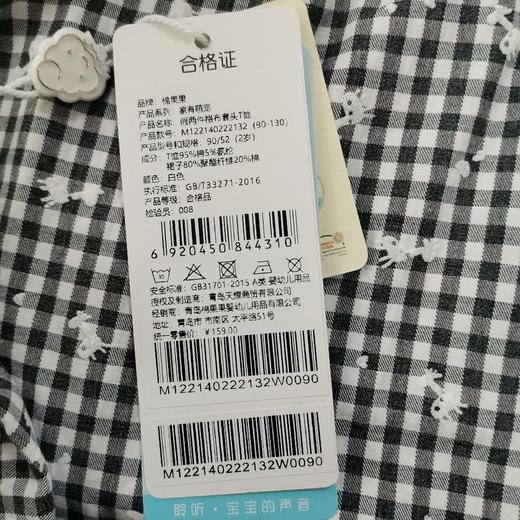 合格证
品牌: 棉果果
产品系列: 家有萌宠
产品名: 假两件格布套头T恤
产品款号: M122140222132 (90-130)
产品型号和规格: 90/52 (2岁)
成分: T恤95%棉5%氨纶
裙子80%聚酯纤维20%棉
颜色: 白色
执行标准: GB/T33271-2016
产品等级: 合格品
检验员: 008
6 920450 844310
安全标准: GB31701-2015 A类 婴幼儿用品
授权及制造商: 青岛天耀商贸有限公司
经销商: 青岛棉果果婴幼儿用品有限公司
地址: 青岛市 市南区 太平路51号
统一零售价: ¥159.00
M122140222132W0090
M122140222132W0090
聆听·宝宝的声音